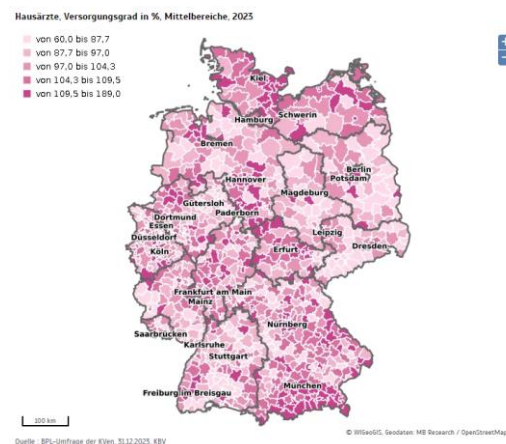 Hausärzte, Versorgungsgrad in %, Mittelbereiche, 2023
von 60,0 bis 87,7
von 87,7 bis 97,0
von 97,0 bis 104,3
von 104,3 bis 109,5
von 109,5 bis 189,0
+
−
Kiel
Schwerin
Hamburg
Bremen
Berlin
Hannover
Potsdam
Magdeburg
Gütersloh
Paderborn
Dortmund
Essen
Leipzig
Düsseldorf
Dresden
Köln
Erfurt
Frankfurt am Main
Mainz
Nürnberg
Saarbrücken
Karlsruhe
Stuttgart
München
Freiburg im Breisgau
100 km
© WiGeoGIS, Geodaten: MB Research / OpenStreetMap
Quelle : BPL-Umfrage der KVen, 31.12.2023, KBV